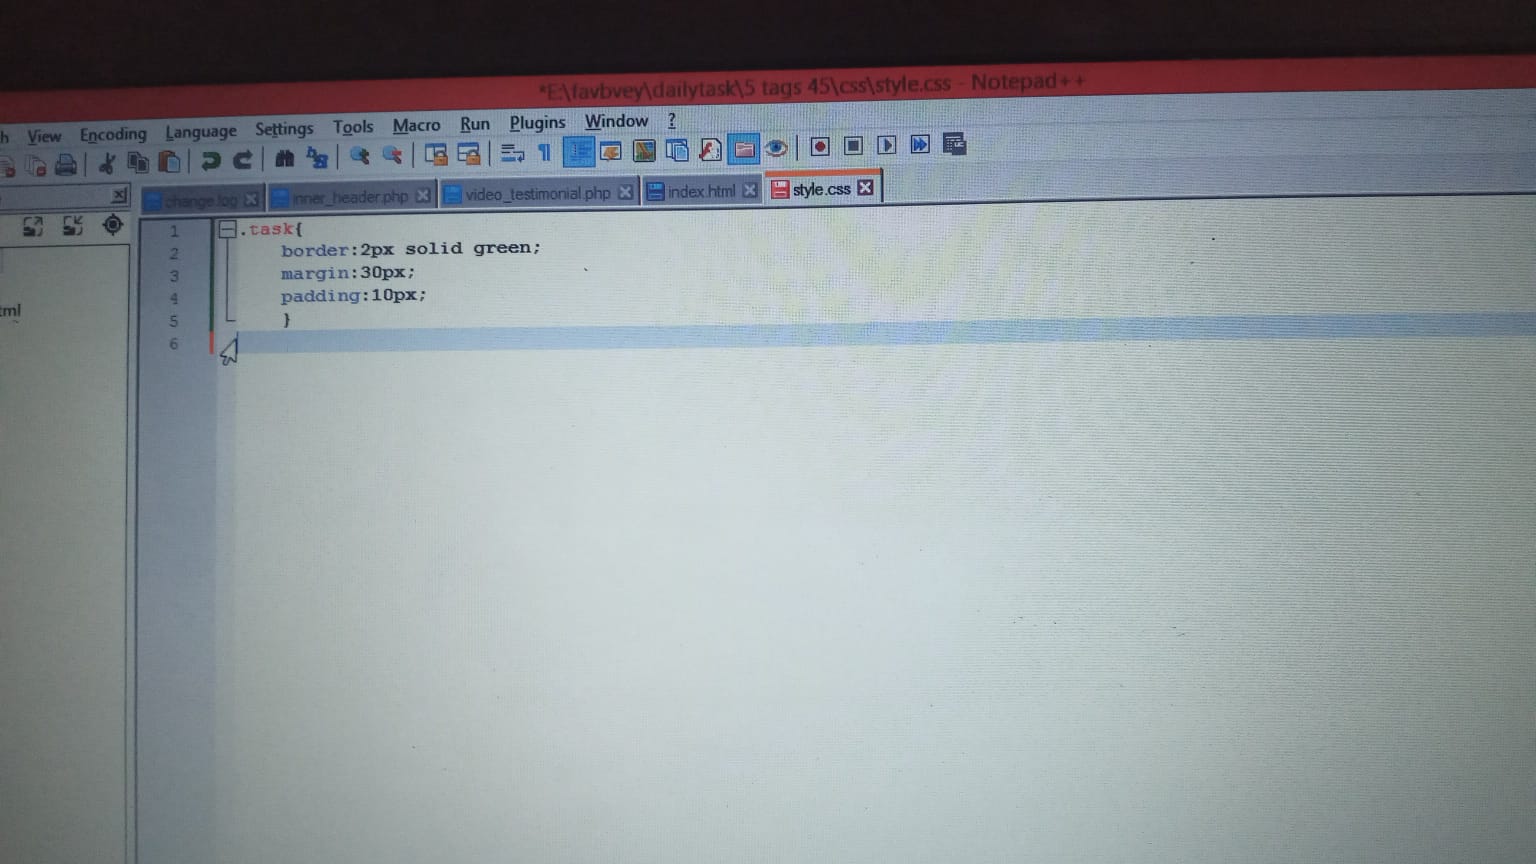 *E:\favbvey\dailytask\5 tags 45\css\style.css - Notepad++
h View Encoding Language Settings Tools Macro Run Plugins Window ?
change.log inner_header.php video_testimonial.php index.html style.css
1 .task{
2 border:2px solid green;
3 margin:30px;
4 padding:10px;
tml
5 }
6